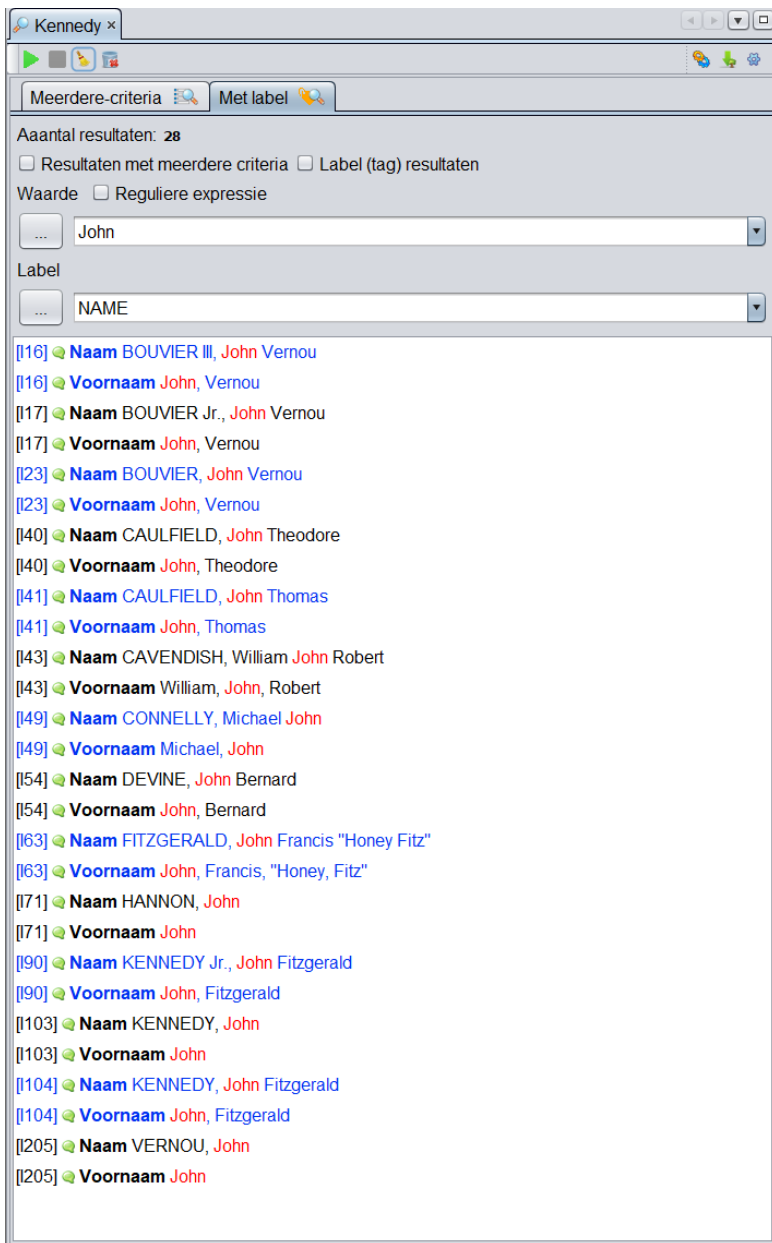 Kennedy ×
Meerdere-criteria Met label
Aaantal resultaten: 28
Resultaten met meerdere criteria Label (tag) resultaten
Waarde Reguliere expressie
... John
Label
... NAME
[I16] Naam BOUVIER III, John Vernou
[I16] Voornaam John, Vernou
[I17] Naam BOUVIER Jr., John Vernou
[I17] Voornaam John, Vernou
[I23] Naam BOUVIER, John Vernou
[I23] Voornaam John, Vernou
[I40] Naam CAULFIELD, John Theodore
[I40] Voornaam John, Theodore
[I41] Naam CAULFIELD, John Thomas
[I41] Voornaam John, Thomas
[I43] Naam CAVENDISH, William John Robert
[I43] Voornaam William, John, Robert
[I49] Naam CONNELLY, Michael John
[I49] Voornaam Michael, John
[I54] Naam DEVINE, John Bernard
[I54] Voornaam John, Bernard
[I63] Naam FITZGERALD, John Francis "Honey Fitz"
[I63] Voornaam John, Francis, "Honey, Fitz"
[I71] Naam HANNON, John
[I71] Voornaam John
[I90] Naam KENNEDY Jr., John Fitzgerald
[I90] Voornaam John, Fitzgerald
[I103] Naam KENNEDY, John
[I103] Voornaam John
[I104] Naam KENNEDY, John Fitzgerald
[I104] Voornaam John, Fitzgerald
[I205] Naam VERNOU, John
[I205] Voornaam John